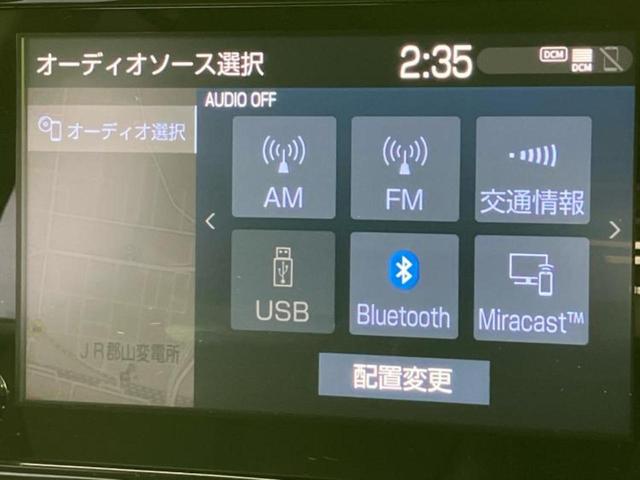 オーディオソース選択
2:35
DCM
DCM
オーディオ選択
AUDIO OFF
AM
FM
交通情報
USB
Bluetooth
Miracast™
JR郡山変電所
配置変更